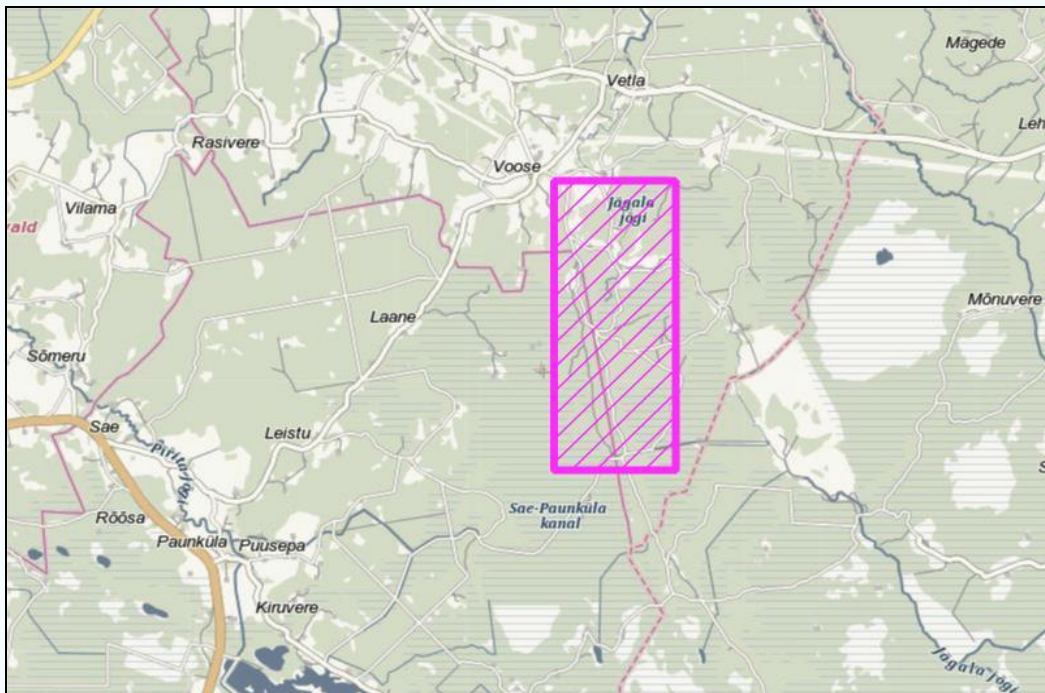 Mägede
Vetla
Leh
Rasivere
Voose
Vilama
vald
Jägala
jõgi
Mõnuvere
Laane
Sõmeru
Sae
Leistu
Pirita jõgi
S
Sae-Paunküla
kanal
Rõõsa
Paunküla
Puusepa
Kiruvere
Jägala jõgi